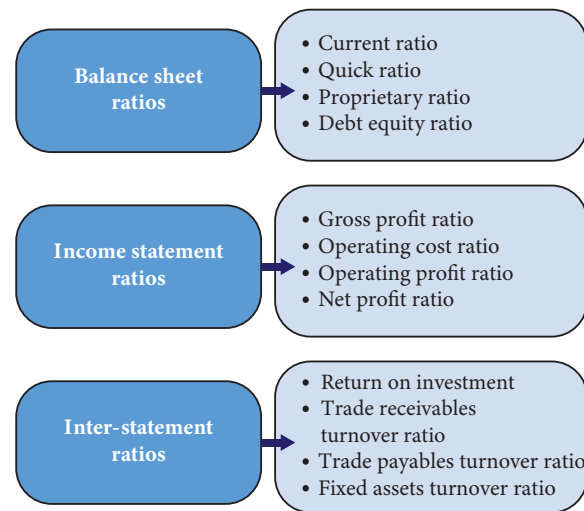 Balance sheet
ratios
• Current ratio
• Quick ratio
• Proprietary ratio
• Debt equity ratio
Income statement
ratios
• Gross profit ratio
• Operating cost ratio
• Operating profit ratio
• Net profit ratio
Inter-statement
ratios
• Return on investment
• Trade receivables
turnover ratio
• Trade payables turnover ratio
• Fixed assets turnover ratio